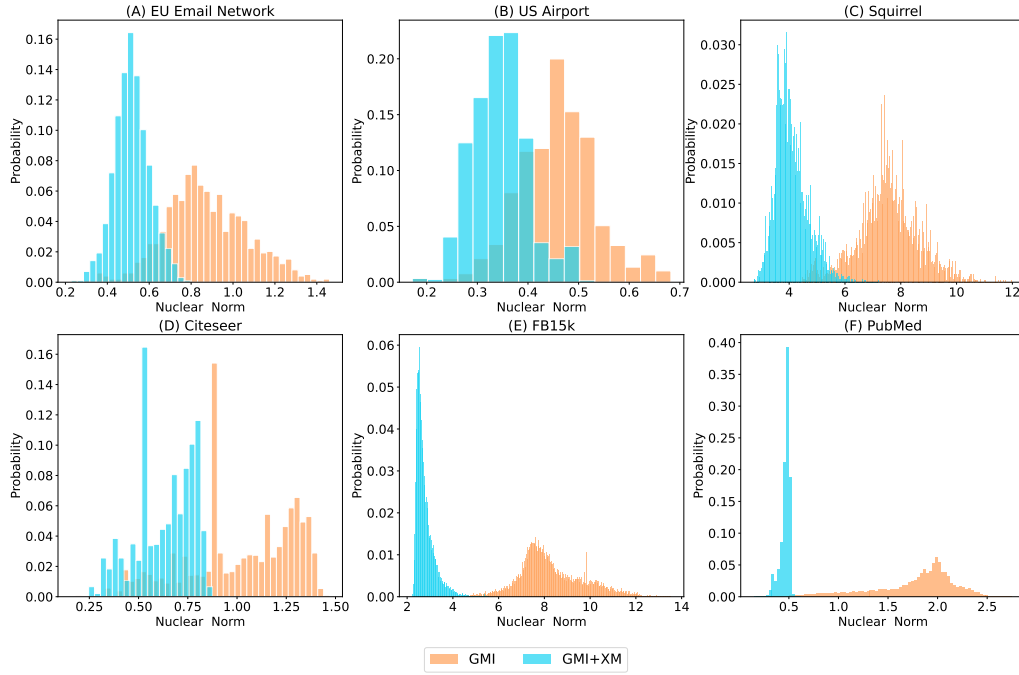 (A) EU Email Network
Probability
0.16
0.14
0.12
0.10
0.08
0.06
0.04
0.02
0.00
0.2 0.4 0.6 0.8 1.0 1.2 1.4
Nuclear Norm
(B) US Airport
Probability
0.20
0.15
0.10
0.05
0.00
0.2 0.3 0.4 0.5 0.6 0.7
Nuclear Norm
(C) Squirrel
Probability
0.030
0.025
0.020
0.015
0.010
0.005
0.000
4 6 8 10 12
Nuclear Norm
(D) Citeseer
Probability
0.16
0.14
0.12
0.10
0.08
0.06
0.04
0.02
0.00
0.25 0.50 0.75 1.00 1.25 1.50
Nuclear Norm
(E) FB15k
Probability
0.06
0.05
0.04
0.03
0.02
0.01
0.00
2 4 6 8 10 12 14
Nuclear Norm
(F) PubMed
Probability
0.40
0.35
0.30
0.25
0.20
0.15
0.10
0.05
0.00
0.5 1.0 1.5 2.0 2.5
Nuclear Norm
GMI GMI+XM